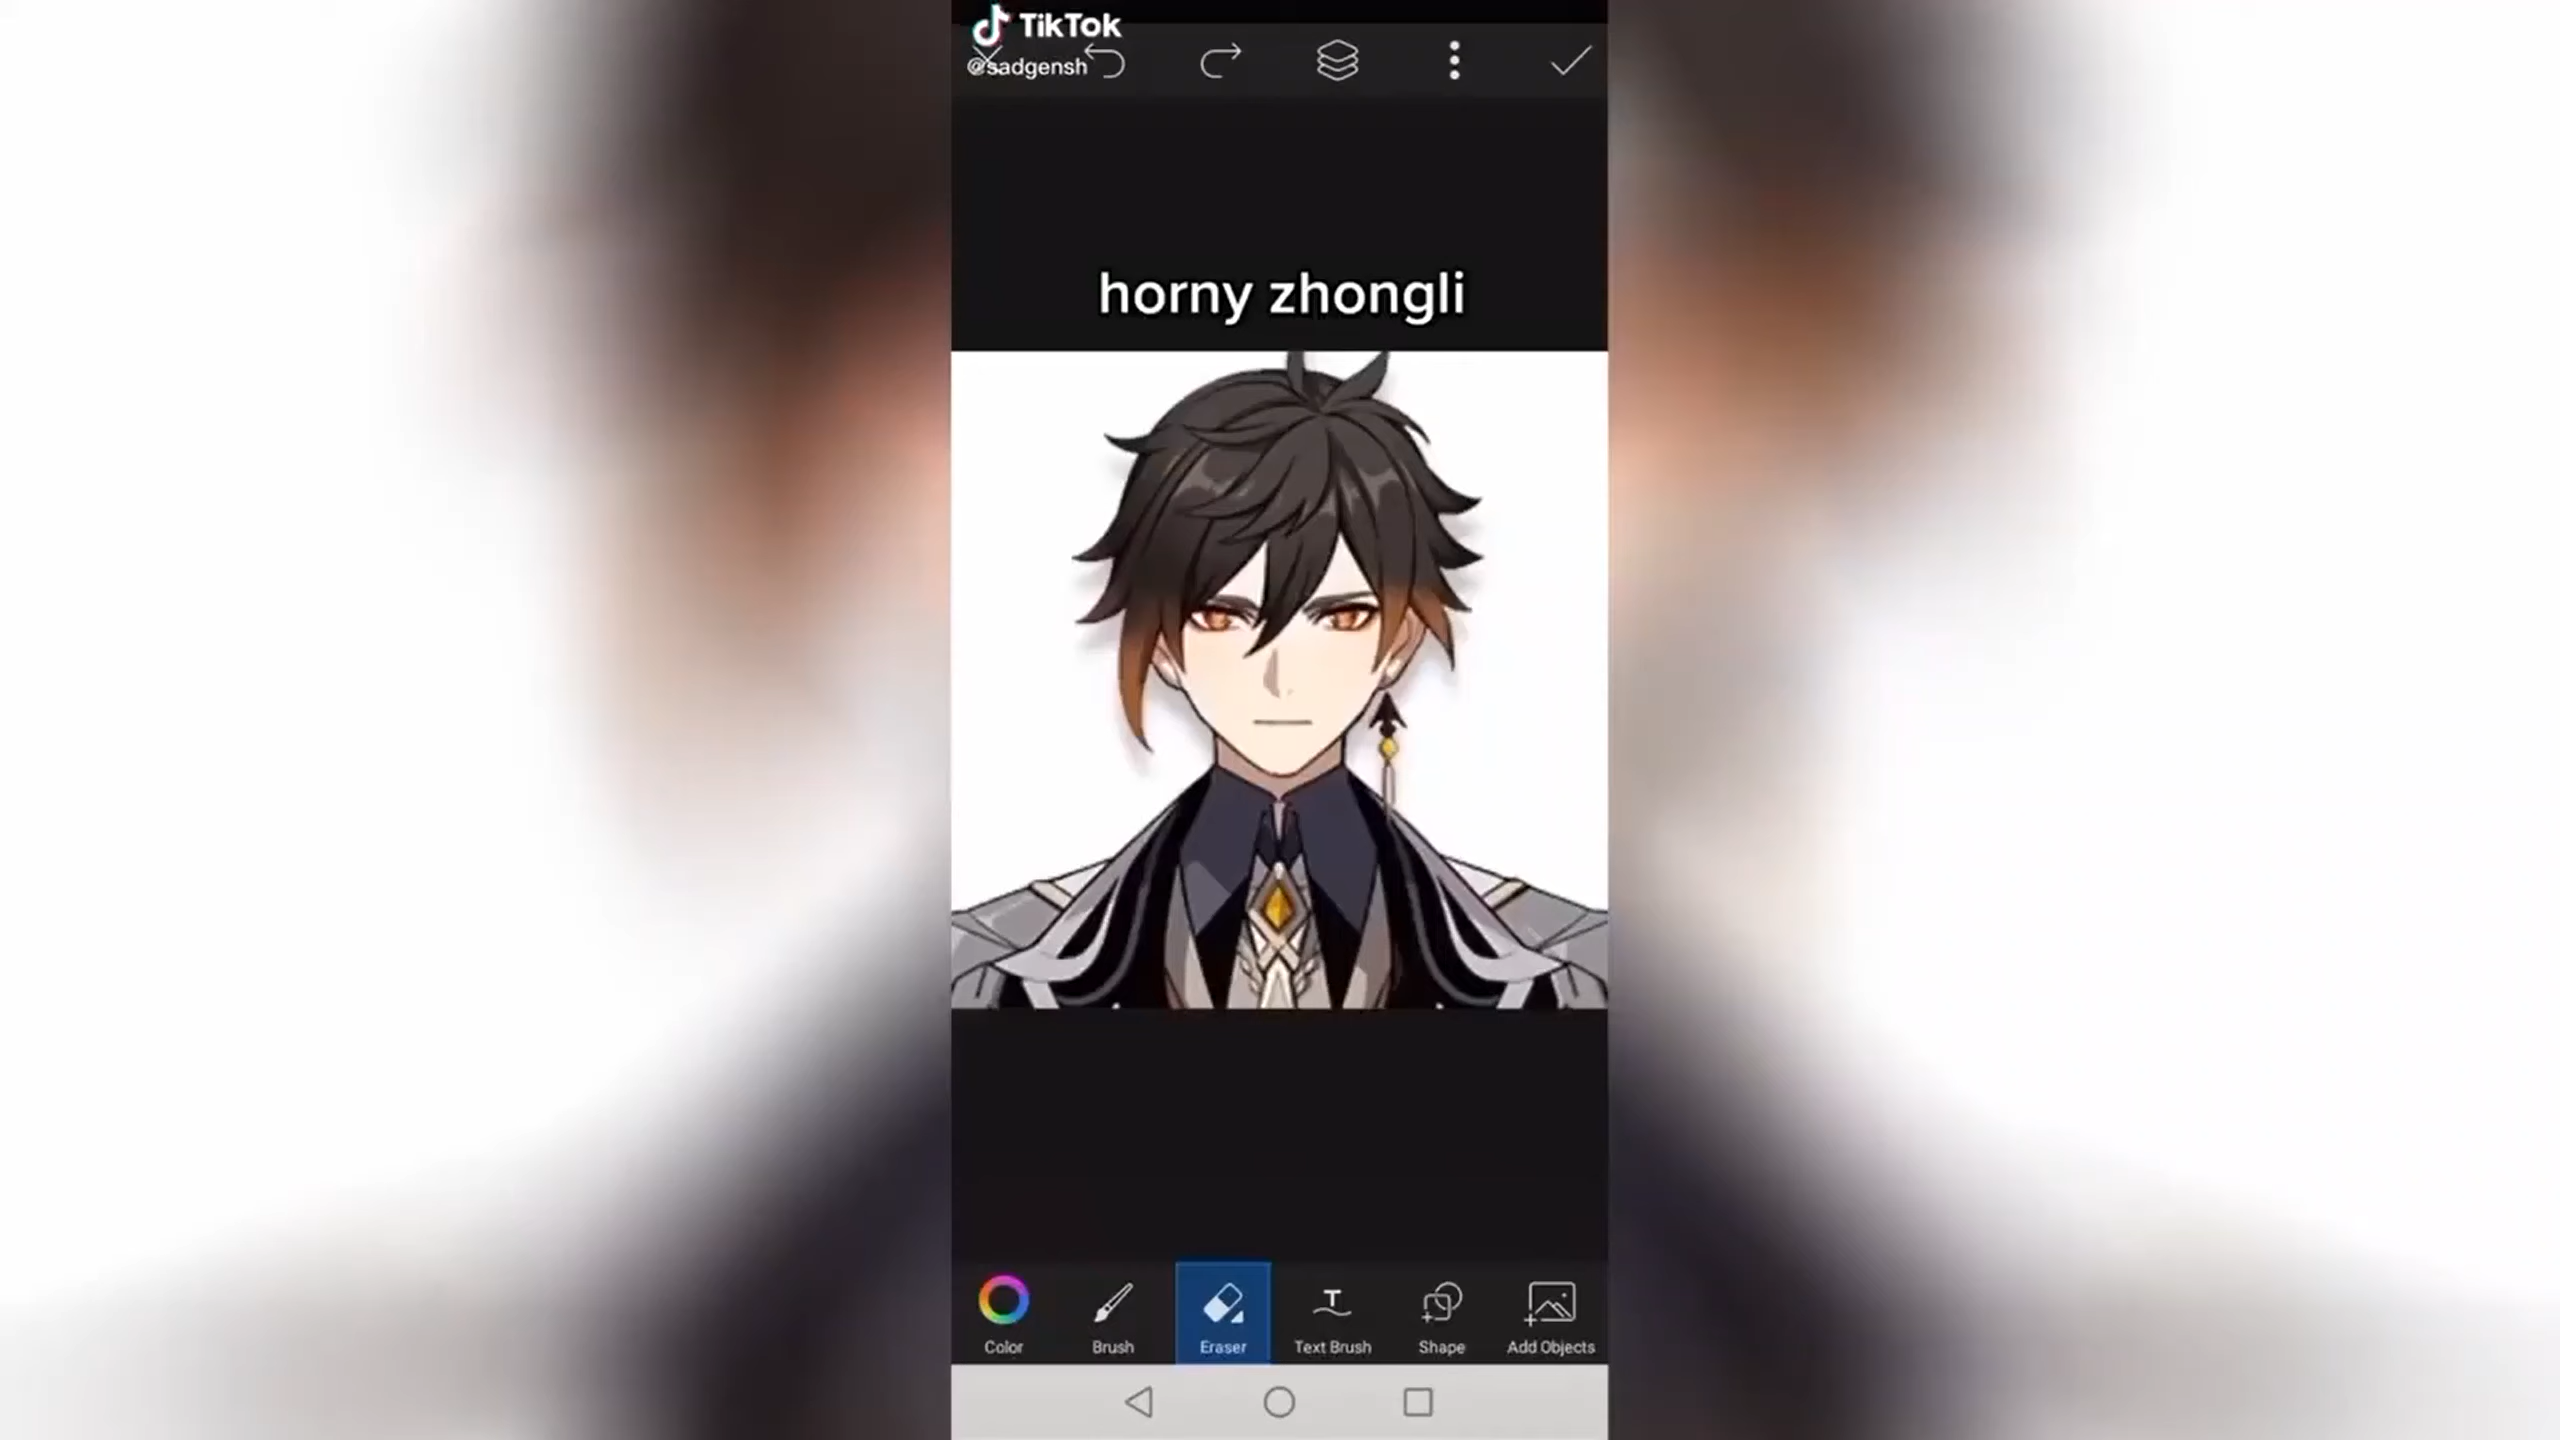 TikTok
@sadgensh
horny zhongli
Color
Brush
Eraser
Text Brush
Shape
Add Objects